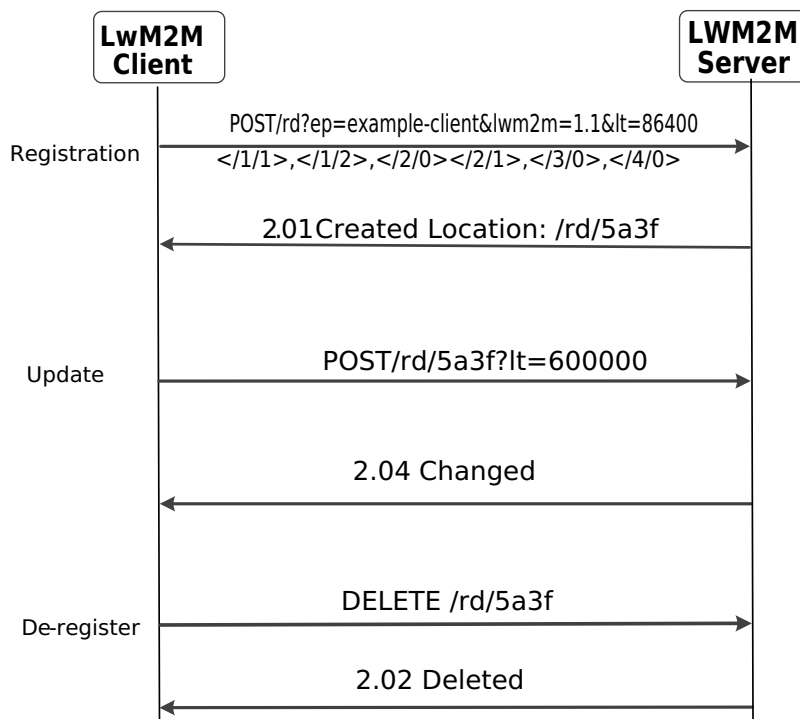 LwM2M
Client
LWM2M
Server
POST/rd?ep=example-client&lwm2m=1.1&lt=86400
Registration
</1/1>,</1/2>,</2/0></2/1>,</3/0>,</4/0>
2.01Created Location: /rd/5a3f
POST/rd/5a3f?lt=600000
Update
2.04 Changed
DELETE /rd/5a3f
De-register
2.02 Deleted